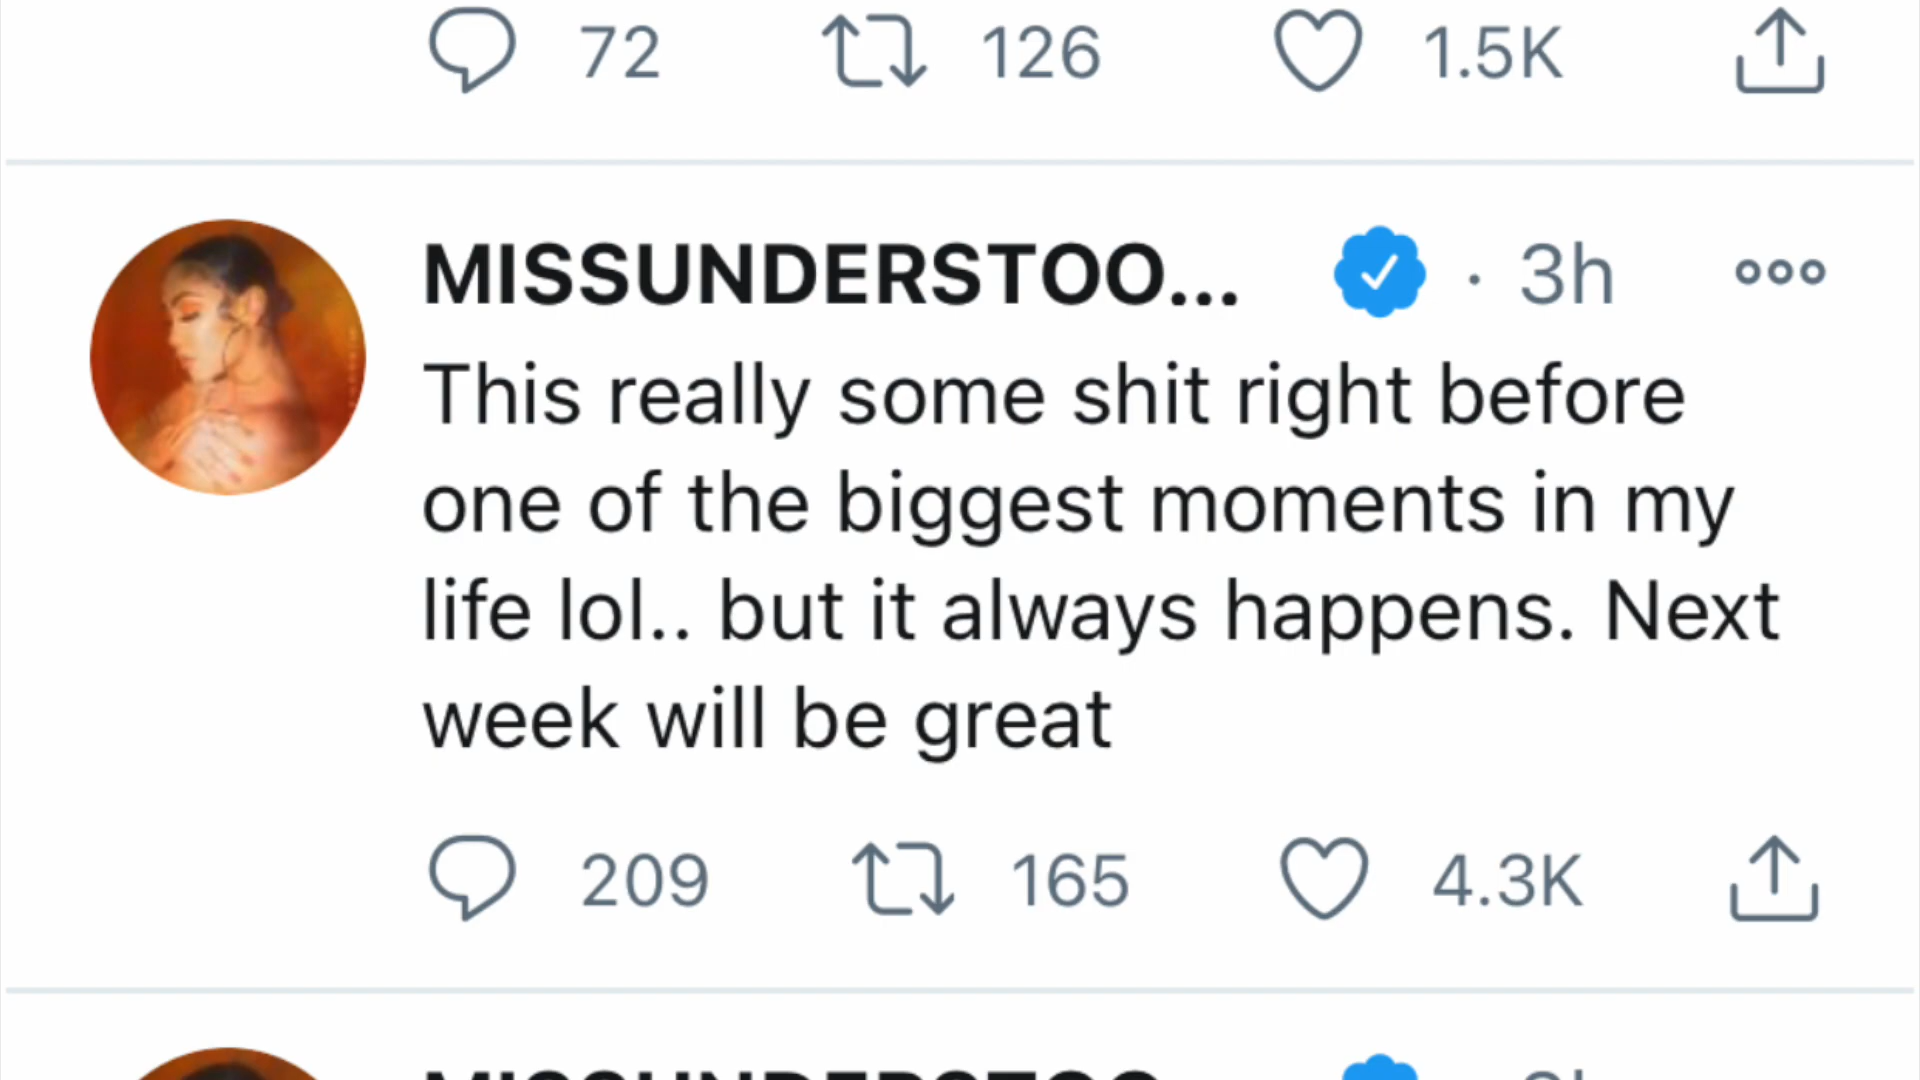 72 126 1.5K
MISSUNDERSTOO... · 3h
This really some shit right before
one of the biggest moments in my
life lol.. but it always happens. Next
week will be great
209 165 4.3K
MISSUNDERSTOO